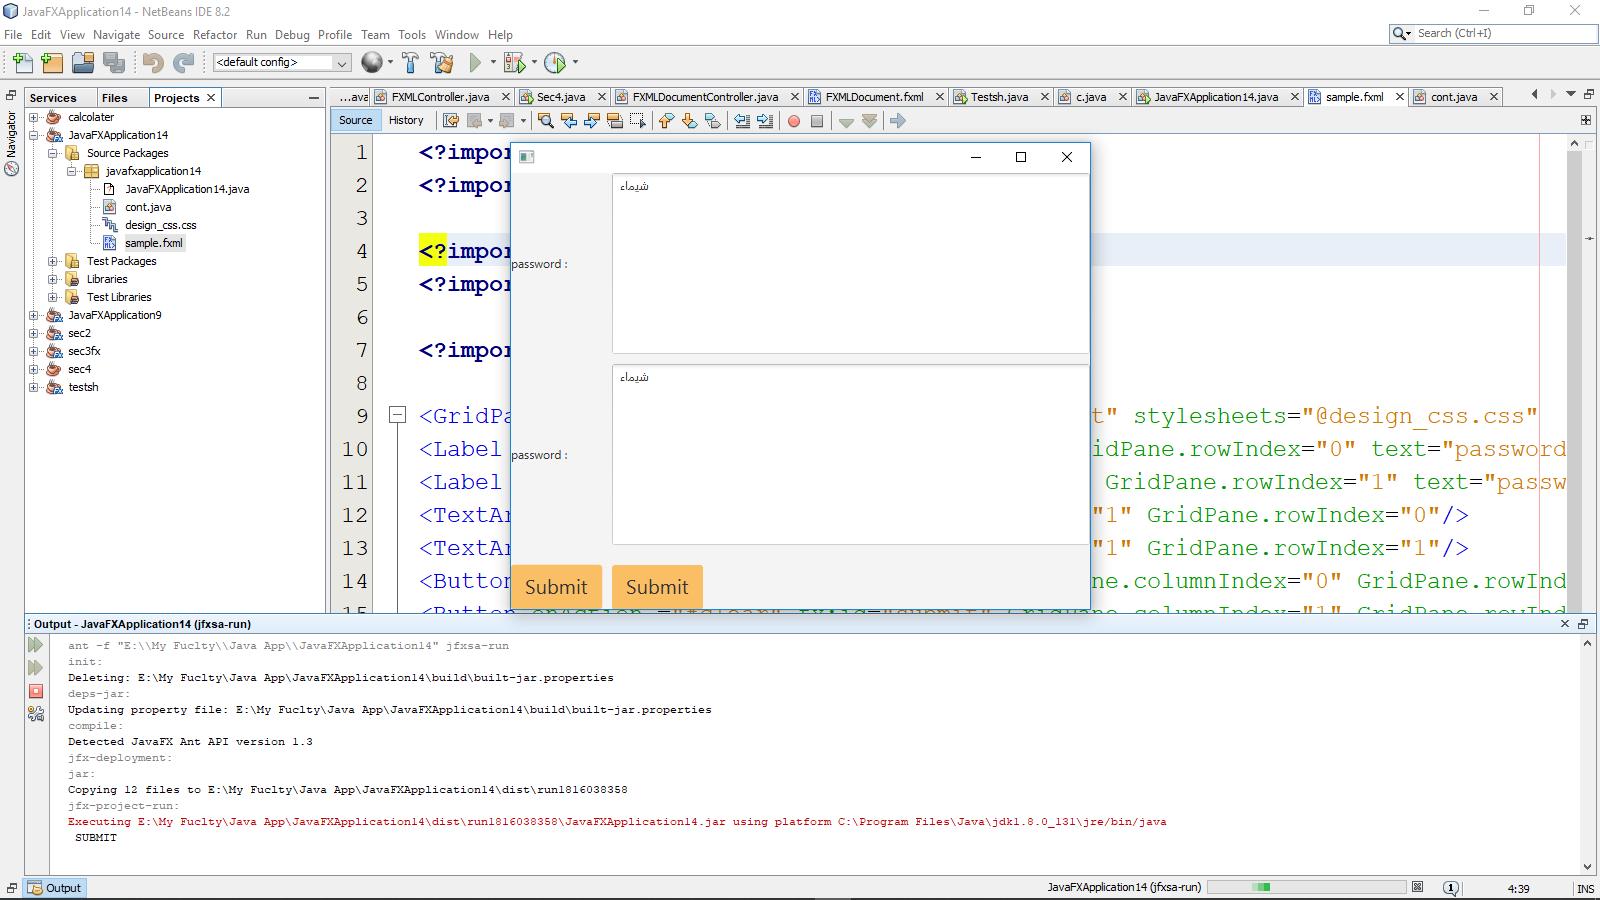 JavaFXApplication14 - NetBeans IDE 8.2
File Edit View Navigate Source Refactor Run Debug Profile Team Tools Window Help
Search (Ctrl+I)
<default config>
Services Files Projects
...ava FXMLController.java Sec4.java FXMLDocumentController.java FXMLDocument.fxml Testsh.java c.java JavaFXApplication14.java sample.fxml cont.java
Source History
Navigator
calcolater
JavaFXApplication14
Source Packages
javafxapplication14
JavaFXApplication14.java
cont.java
design_css.css
sample.fxml
Test Packages
Libraries
Test Libraries
JavaFXApplication9
sec2
sec3fx
sec4
testsh
1 <?impor
2 <?impor
3
4 <?impor
5 <?impor
6
7 <?impor
8
9 <GridPa t" stylesheets="@design_css.css"
10 <Label idPane.rowIndex="0" text="password
11 <Label GridPane.rowIndex="1" text="passw
12 <TextAr "1" GridPane.rowIndex="0"/>
13 <TextAr "1" GridPane.rowIndex="1"/>
14 <Button ne.columnIndex="0" GridPane.rowInd
شيماء
password :
شيماء
password :
Submit Submit
Output - JavaFXApplication14 (jfxsa-run)
ant -f "E:\\My Fuclty\\Java App\\JavaFXApplication14" jfxsa-run
init:
Deleting: E:\My Fuclty\Java App\JavaFXApplication14\build\built-jar.properties
deps-jar:
Updating property file: E:\My Fuclty\Java App\JavaFXApplication14\build\built-jar.properties
compile:
Detected JavaFX Ant API version 1.3
jfx-deployment:
jar:
Copying 12 files to E:\My Fuclty\Java App\JavaFXApplication14\dist\run1816038358
jfx-project-run:
Executing E:\My Fuclty\Java App\JavaFXApplication14\dist\run1816038358\JavaFXApplication14.jar using platform C:\Program Files\Java\jdk1.8.0_131\jre/bin/java
SUBMIT
Output
JavaFXApplication14 (jfxsa-run)
1
4:39
INS